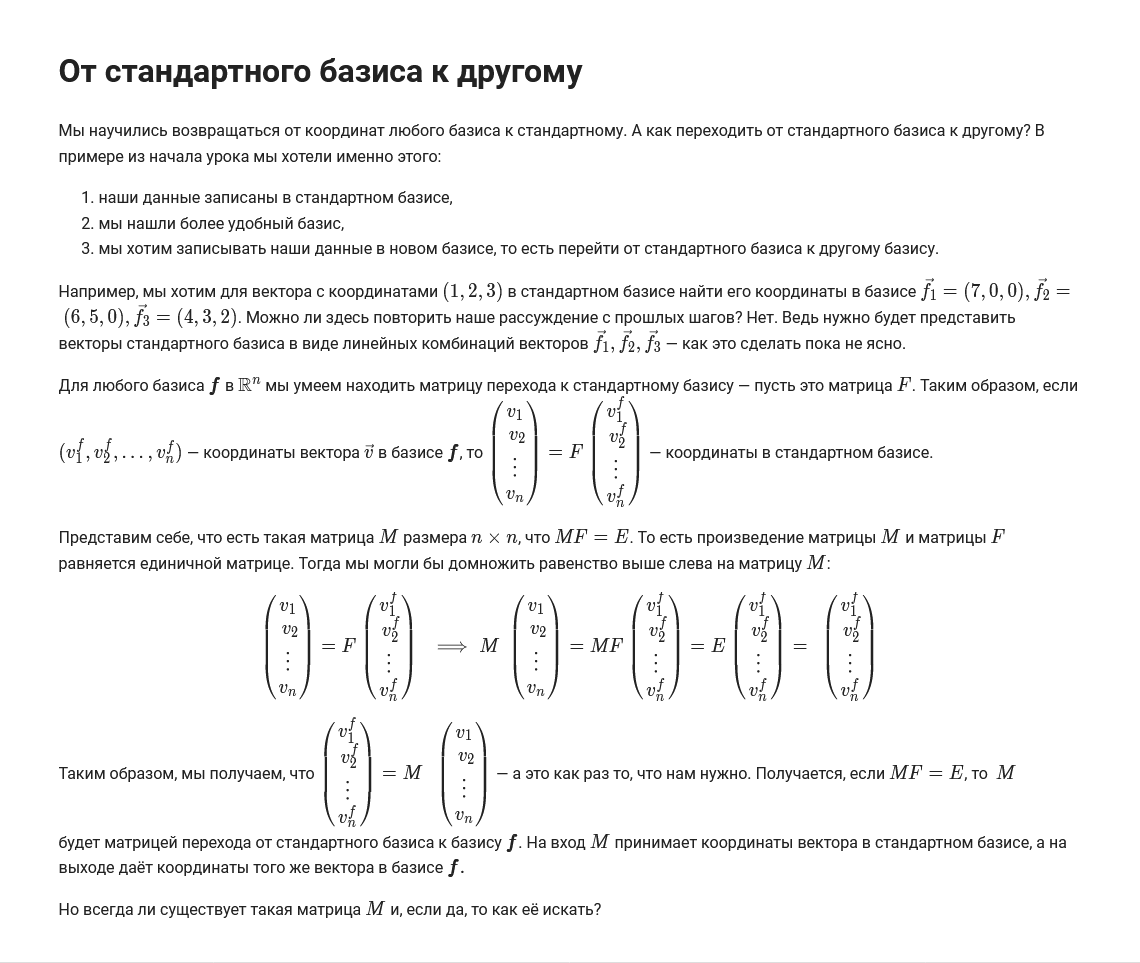 От стандартного базиса к другому
Мы научились возвращаться от координат любого базиса к стандартному. А как переходить от стандартного базиса к другому? В
примере из начала урока мы хотели именно этого:
1. наши данные записаны в стандартном базисе,
2. мы нашли более удобный базис,
3. мы хотим записывать наши данные в новом базисе, то есть перейти от стандартного базиса к другому базису.
Например, мы хотим для вектора с координатами $(1, 2, 3)$ в стандартном базисе найти его координаты в базисе $\vec{f}_1 = (7, 0, 0), \vec{f}_2 =$
$(6, 5, 0), \vec{f}_3 = (4, 3, 2)$. Можно ли здесь повторить наше рассуждение с прошлых шагов? Нет. Ведь нужно будет представить
векторы стандартного базиса в виде линейных комбинаций векторов $\vec{f}_1, \vec{f}_2, \vec{f}_3$ — как это сделать пока не ясно.
Для любого базиса $\boldsymbol{f}$ в $\mathbb{R}^n$ мы умеем находить матрицу перехода к стандартному базису — пусть это матрица $F$. Таким образом, если
$(v_1^f, v_2^f, \ldots, v_n^f)$ — координаты вектора $\vec{v}$ в базисе $\boldsymbol{f}$, то $\begin{pmatrix} v_1 \\ v_2 \\ \vdots \\ v_n \end{pmatrix} = F \begin{pmatrix} v_1^f \\ v_2^f \\ \vdots \\ v_n^f \end{pmatrix}$ — координаты в стандартном базисе.
Представим себе, что есть такая матрица $M$ размера $n \times n$, что $MF = E$. То есть произведение матрицы $M$ и матрицы $F$
равняется единичной матрице. Тогда мы могли бы домножить равенство выше слева на матрицу $M$:
$\begin{pmatrix} v_1 \\ v_2 \\ \vdots \\ v_n \end{pmatrix} = F \begin{pmatrix} v_1^f \\ v_2^f \\ \vdots \\ v_n^f \end{pmatrix} \implies M \begin{pmatrix} v_1 \\ v_2 \\ \vdots \\ v_n \end{pmatrix} = MF \begin{pmatrix} v_1^f \\ v_2^f \\ \vdots \\ v_n^f \end{pmatrix} = E \begin{pmatrix} v_1^f \\ v_2^f \\ \vdots \\ v_n^f \end{pmatrix} = \begin{pmatrix} v_1^f \\ v_2^f \\ \vdots \\ v_n^f \end{pmatrix}$
Таким образом, мы получаем, что $\begin{pmatrix} v_1^f \\ v_2^f \\ \vdots \\ v_n^f \end{pmatrix} = M \begin{pmatrix} v_1 \\ v_2 \\ \vdots \\ v_n \end{pmatrix}$ — а это как раз то, что нам нужно. Получается, если $MF = E$, то $M$
будет матрицей перехода от стандартного базиса к базису $\boldsymbol{f}$. На вход $M$ принимает координаты вектора в стандартном базисе, а на
выходе даёт координаты того же вектора в базисе $\boldsymbol{f}$.
Но всегда ли существует такая матрица $M$ и, если да, то как её искать?